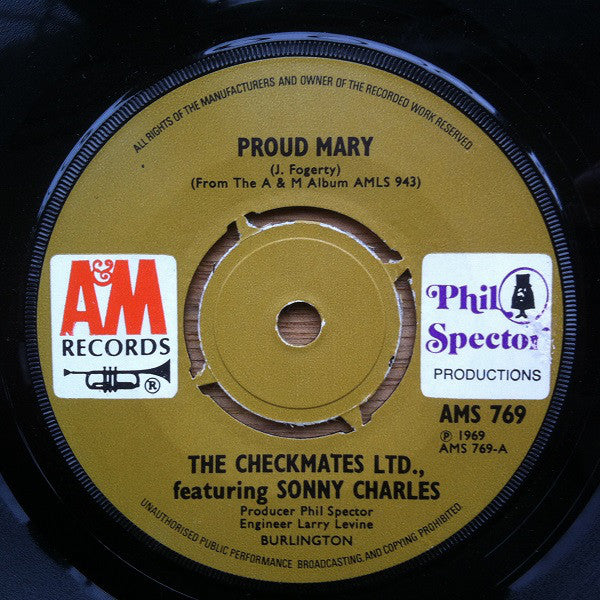 ALL RIGHTS OF THE MANUFACTURERS AND OWNER OF THE RECORDED WORK RESERVED
PROUD MARY
(J. Fogerty)
(From The A & M Album AMLS 943)
A&M
RECORDS
®
Phil
Spector
PRODUCTIONS
AMS 769
Ⓟ 1969
AMS 769-A
THE CHECKMATES LTD.,
featuring SONNY CHARLES
Producer Phil Spector
Engineer Larry Levine
BURLINGTON
UNAUTHORISED PUBLIC PERFORMANCE BROADCASTING, AND COPYING PROHIBITED.